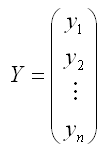 Y = 
y₁
y₂
⋮
yₙ